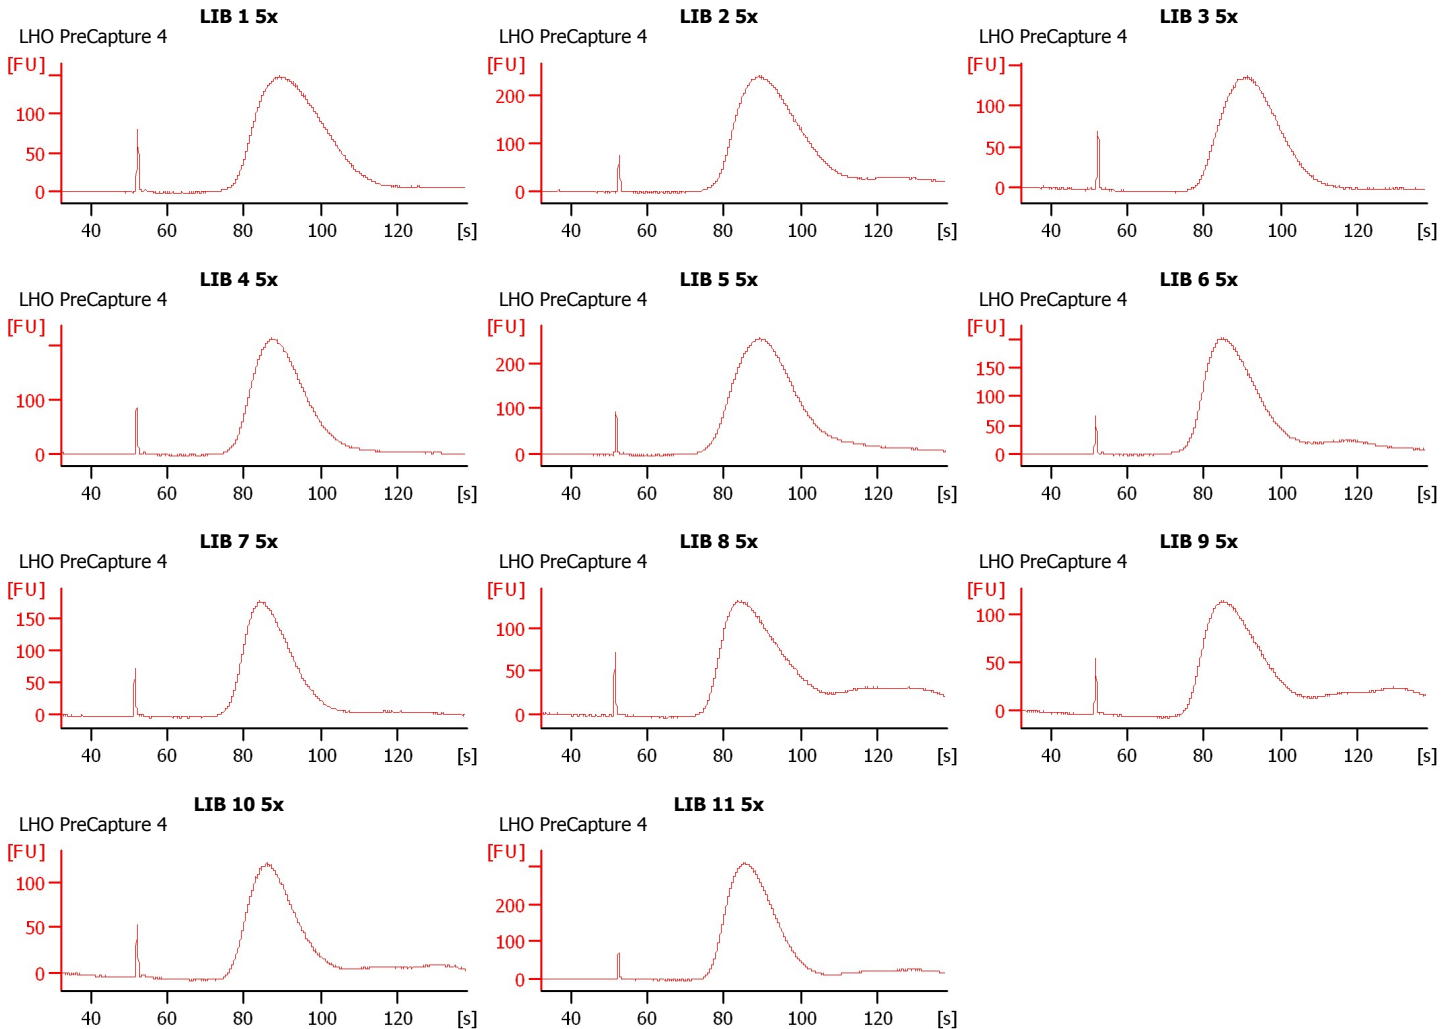 LIB 1 5x
LHO PreCapture 4
[FU]
100
50
0
40 60 80 100 120 [s]
LIB 2 5x
LHO PreCapture 4
[FU]
200
100
0
40 60 80 100 120 [s]
LIB 3 5x
LHO PreCapture 4
[FU]
100
50
0
40 60 80 100 120 [s]
LIB 4 5x
LHO PreCapture 4
[FU]
100
0
40 60 80 100 120 [s]
LIB 5 5x
LHO PreCapture 4
[FU]
200
100
0
40 60 80 100 120 [s]
LIB 6 5x
LHO PreCapture 4
[FU]
150
100
50
0
40 60 80 100 120 [s]
LIB 7 5x
LHO PreCapture 4
[FU]
150
100
50
0
40 60 80 100 120 [s]
LIB 8 5x
LHO PreCapture 4
[FU]
100
50
0
40 60 80 100 120 [s]
LIB 9 5x
LHO PreCapture 4
[FU]
100
50
0
40 60 80 100 120 [s]
LIB 10 5x
LHO PreCapture 4
[FU]
100
50
0
40 60 80 100 120 [s]
LIB 11 5x
LHO PreCapture 4
[FU]
200
100
0
40 60 80 100 120 [s]